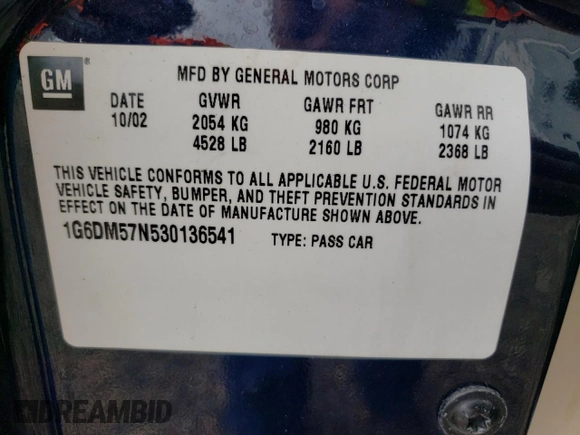 GM ®
MFD BY GENERAL MOTORS CORP
DATE GVWR GAWR FRT GAWR RR
10/02 2054 KG 980 KG 1074 KG
4528 LB 2160 LB 2368 LB
THIS VEHICLE CONFORMS TO ALL APPLICABLE U.S. FEDERAL MOTOR
VEHICLE SAFETY, BUMPER, AND THEFT PREVENTION STANDARDS IN
EFFECT ON THE DATE OF MANUFACTURE SHOWN ABOVE.
1G6DM57N530136541 TYPE: PASS CAR
DREAMBID